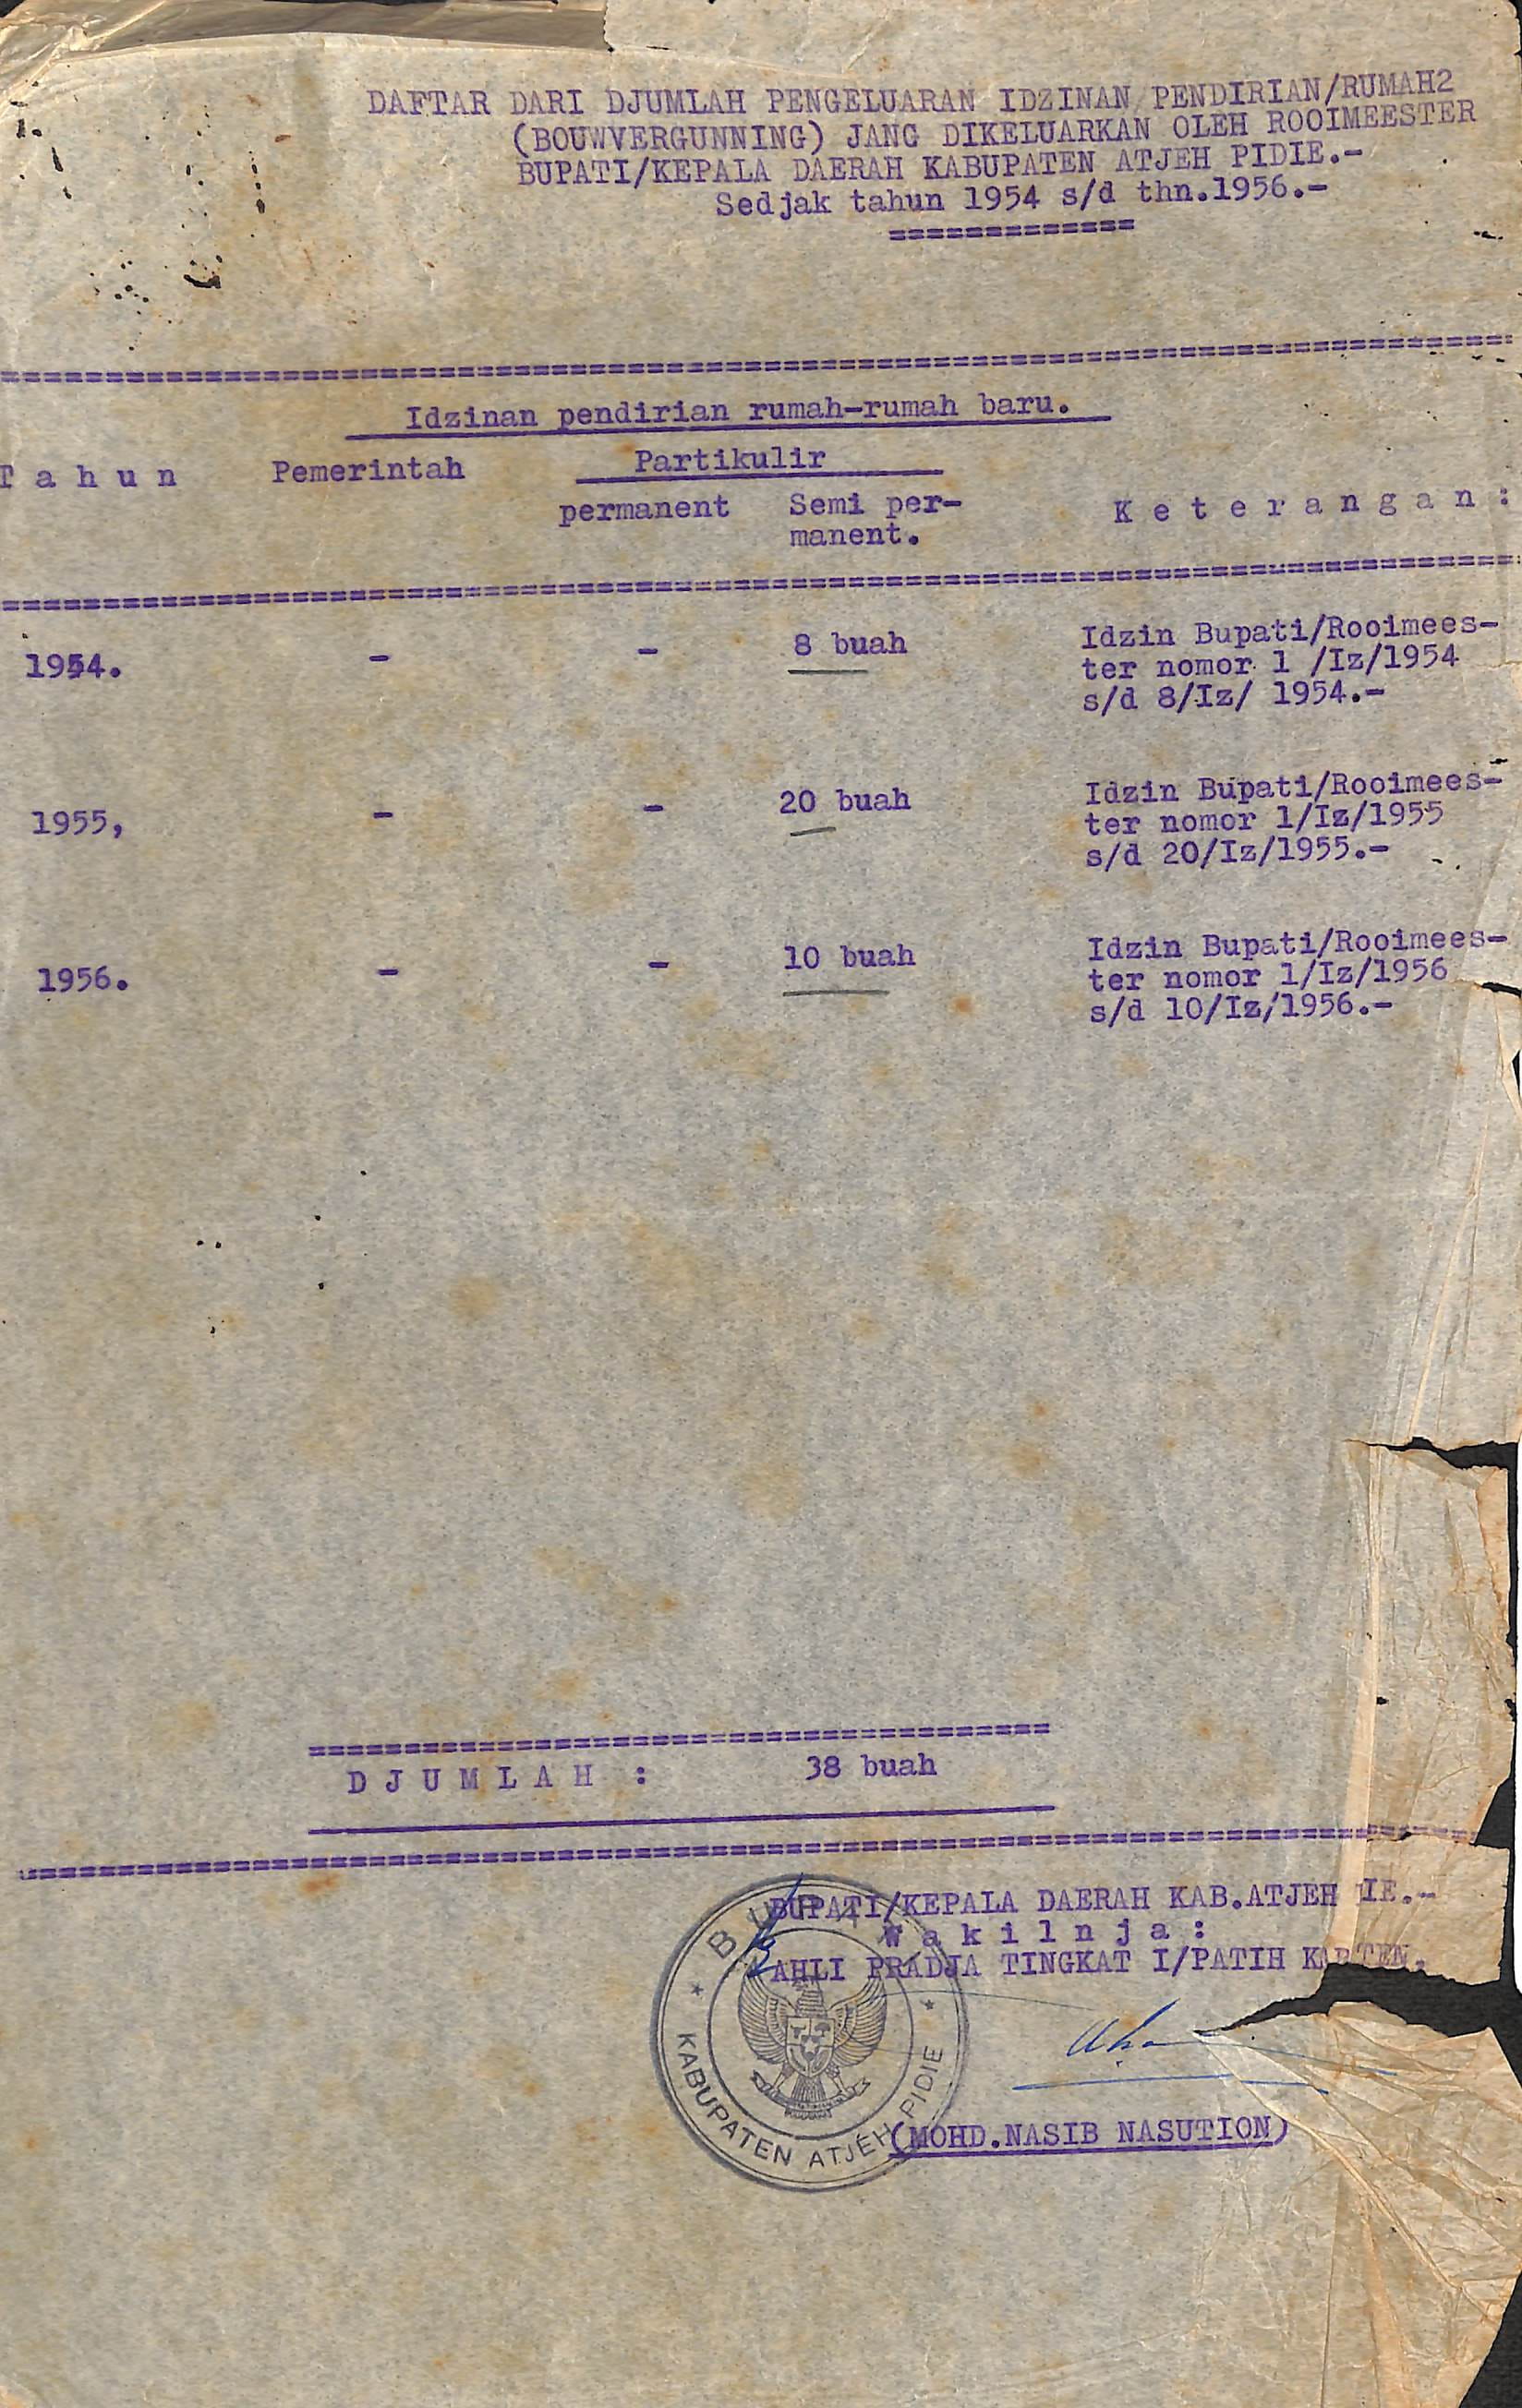 DAFTAR DARI DJUMLAH PENGELUARAN IDZINAN PENDIRIAN/RUMAH2
(BOUWVERGUNNING) JANG DIKELUARKAN OLEH ROOIMEESTER
BUPATI/KEPALA DAERAH KABUPATEN ATJEH PIDIE.-
Sedjak tahun 1954 s/d thn.1956.-
=============
Idzinan pendirian rumah-rumah baru.
T a h u n Pemerintah Partikulir
permanent Semi per-
manent. K e t e r a n g a n :
1954. - - 8 buah Idzin Bupati/Rooimees-
ter nomor 1 /Iz/1954
s/d 8/Iz/ 1954.-
1955, - - 20 buah Idzin Bupati/Rooimees-
ter nomor 1/Iz/1955
s/d 20/Iz/1955.-
1956. - - 10 buah Idzin Bupati/Rooimees-
ter nomor 1/Iz/1956
s/d 10/Iz/1956.-
D J U M L A H : 38 buah
BUPATI/KEPALA DAERAH KAB.ATJEH IE.-
W a k i l n j a :
AHLI PRADJA TINGKAT I/PATIH KAB TEN.
(MOHD.NASIB NASUTION)
KABUPATEN ATJEH PIDIE